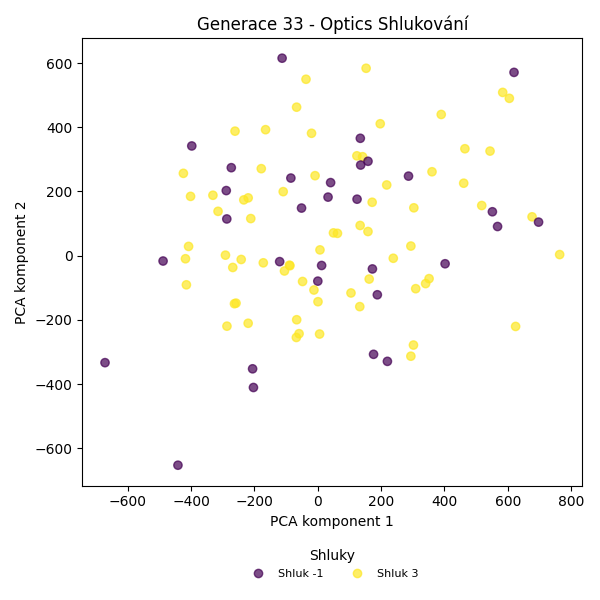 Generace 33 - Optics Shlukování
600
400
200
0
−200
−400
−600
PCA komponent 2
−600 −400 −200 0 200 400 600 800
PCA komponent 1
Shluky
Shluk -1 Shluk 3